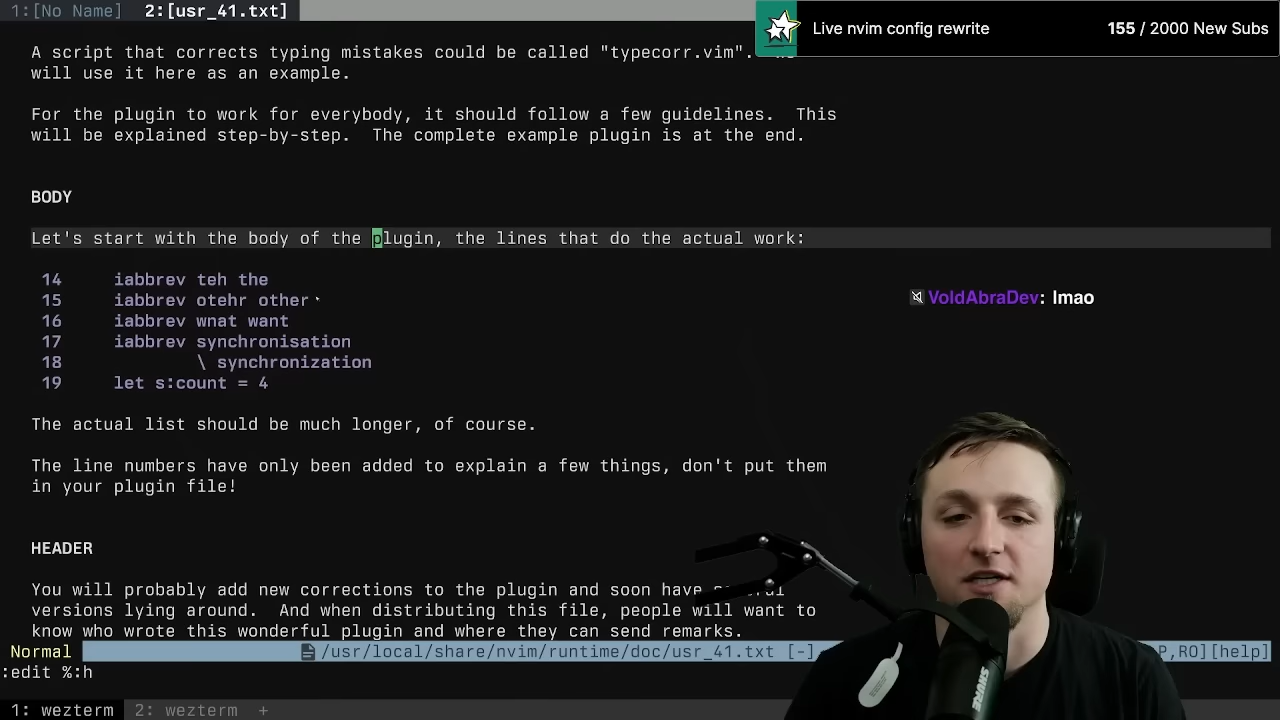 1:[No Name] 2:[usr_41.txt]
Live nvim config rewrite 155 / 2000 New Subs
A script that corrects typing mistakes could be called "typecorr.vim".
will use it here as an example.
For the plugin to work for everybody, it should follow a few guidelines. This
will be explained step-by-step. The complete example plugin is at the end.
BODY
Let's start with the body of the plugin, the lines that do the actual work:
14 iabbrev teh the
15 iabbrev otehr other
16 iabbrev wnat want
17 iabbrev synchronisation
18 \ synchronization
19 let s:count = 4
VoldAbraDev: lmao
The actual list should be much longer, of course.
The line numbers have only been added to explain a few things, don't put them
in your plugin file!
HEADER
You will probably add new corrections to the plugin and soon have several
versions lying around. And when distributing this file, people will want to
know who wrote this wonderful plugin and where they can send remarks.
Normal /usr/local/share/nvim/runtime/doc/usr_41.txt [-] P,RO][help]
:edit %:h
1: wezterm 2: wezterm +
SHURE